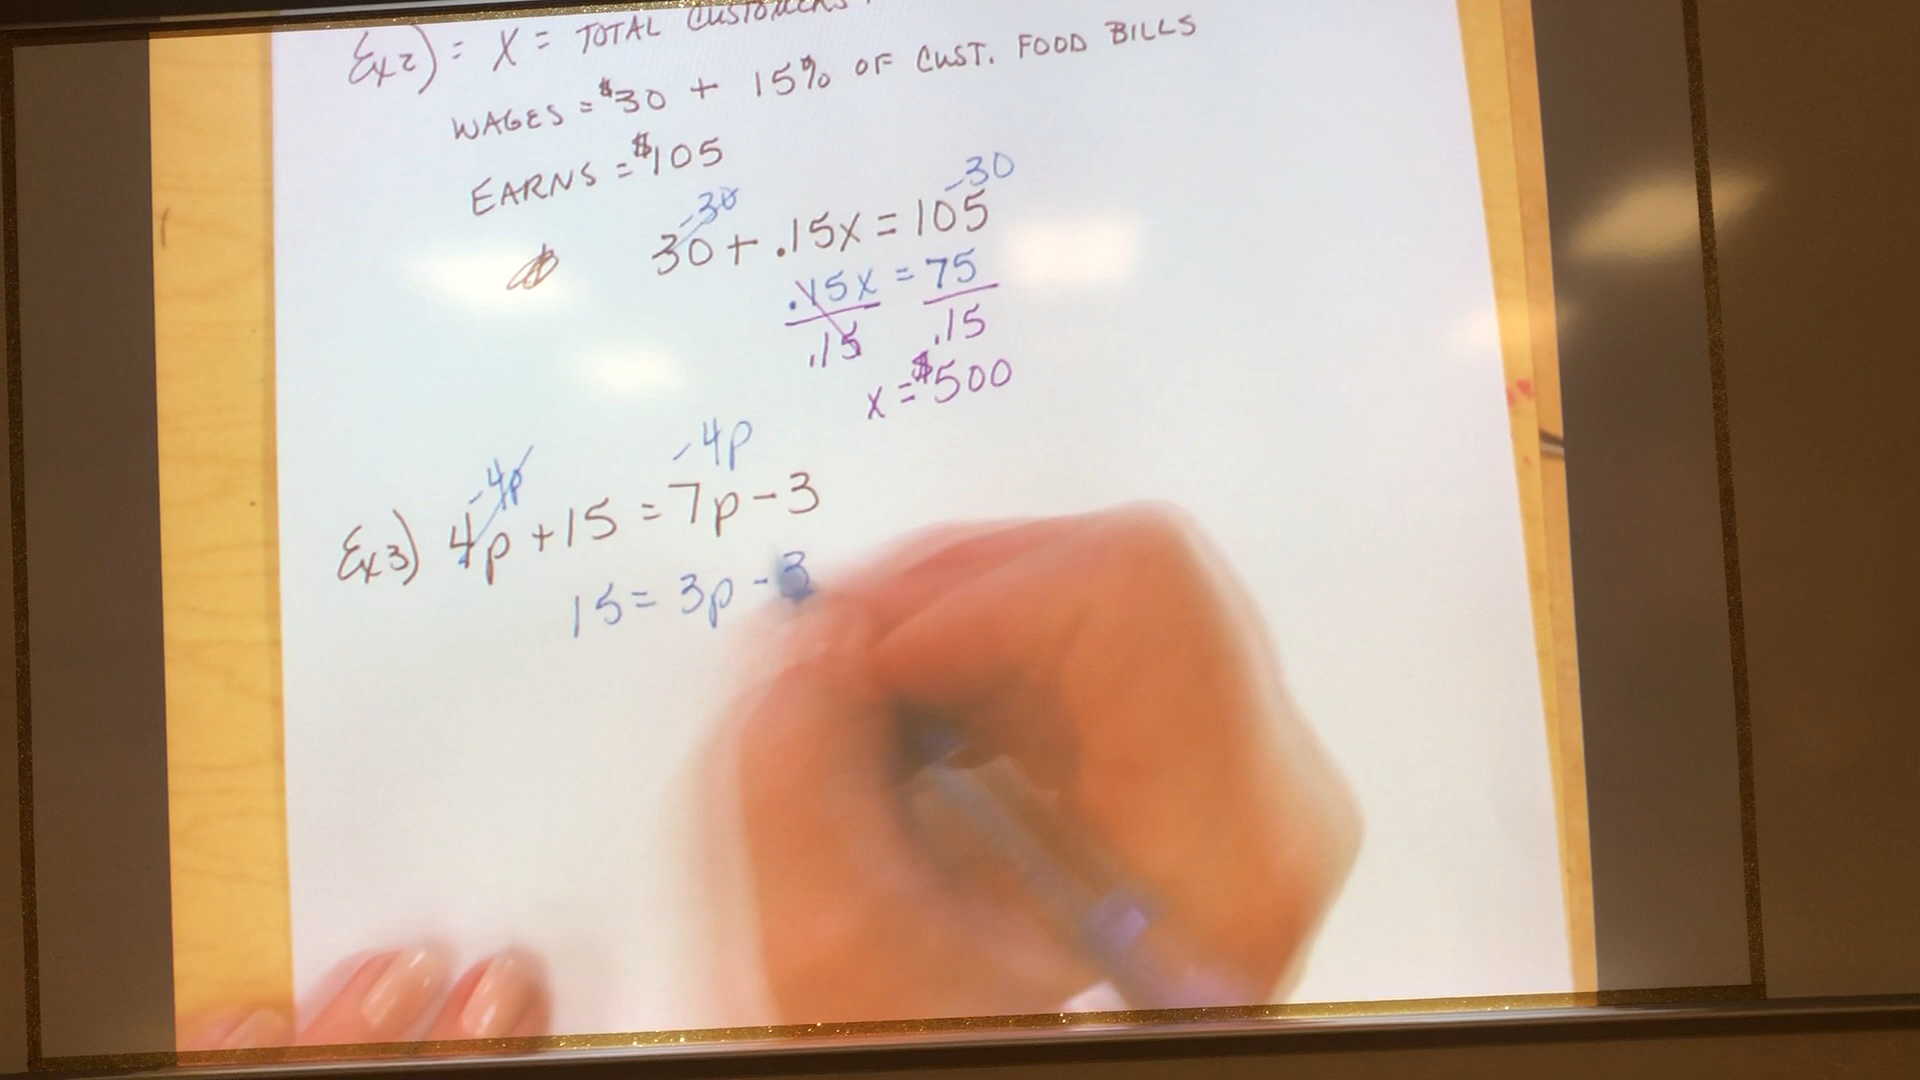 Ex2) = X = TOTAL CUSTOMERS
WAGES = $30 + 15% OF CUST. FOOD BILLS
EARNS = $105
-30 -30
30 + .15x = 105
.15x = 75
.15 .15
x = $500
-4p -4p
Ex3) 4p + 15 = 7p - 3
15 = 3p - 3